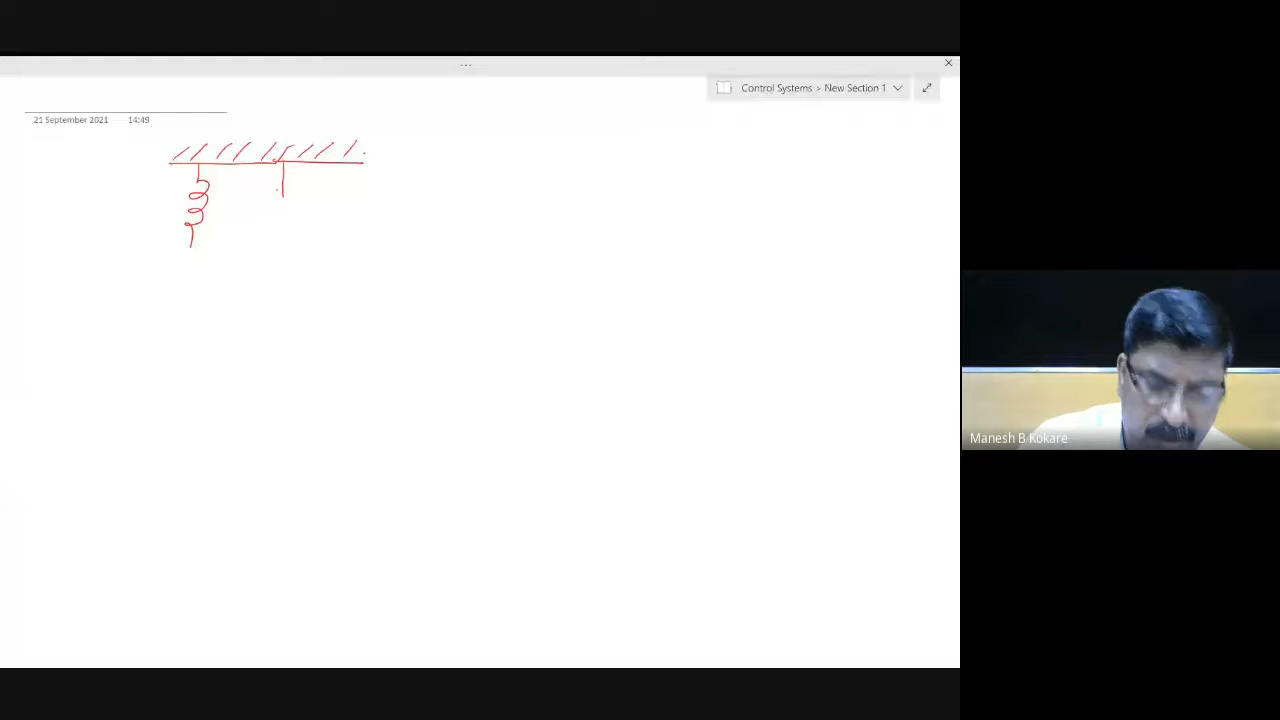 Control Systems > New Section 1
21 September 2021 14:49
Manesh B Kokare